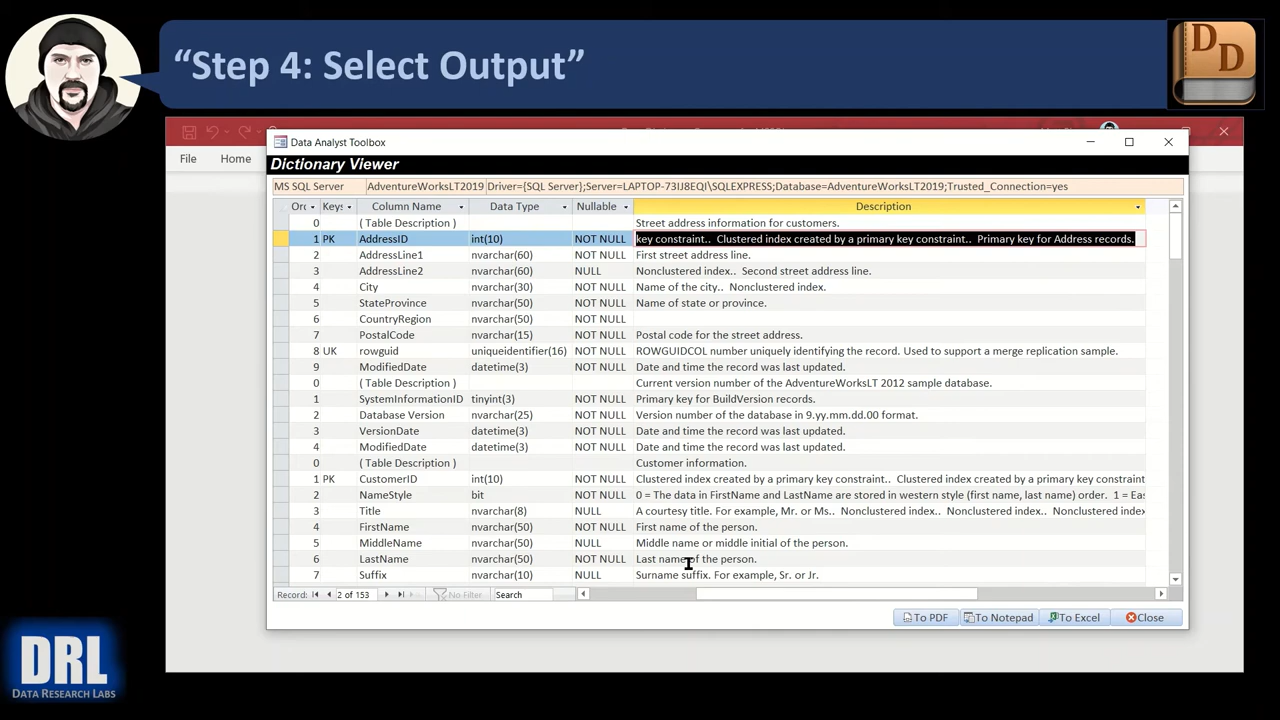 “Step 4: Select Output”
D D
File Home
Data Analyst Toolbox
Dictionary Viewer
MS SQL Server AdventureWorksLT2019 Driver={SQL Server};Server=LAPTOP-73IJ8EQI\SQLEXPRESS;Database=AdventureWorksLT2019;Trusted_Connection=yes
Orc Keys Column Name Data Type Nullable Description
0 ( Table Description ) Street address information for customers.
1 PK AddressID int(10) NOT NULL key constraint.. Clustered index created by a primary key constraint.. Primary key for Address records.
2 AddressLine1 nvarchar(60) NOT NULL First street address line.
3 AddressLine2 nvarchar(60) NULL Nonclustered index.. Second street address line.
4 City nvarchar(30) NOT NULL Name of the city.. Nonclustered index.
5 StateProvince nvarchar(50) NOT NULL Name of state or province.
6 CountryRegion nvarchar(50) NOT NULL
7 PostalCode nvarchar(15) NOT NULL Postal code for the street address.
8 UK rowguid uniqueidentifier(16) NOT NULL ROWGUIDCOL number uniquely identifying the record. Used to support a merge replication sample.
9 ModifiedDate datetime(3) NOT NULL Date and time the record was last updated.
0 ( Table Description ) Current version number of the AdventureWorksLT 2012 sample database.
1 SystemInformationID tinyint(3) NOT NULL Primary key for BuildVersion records.
2 Database Version nvarchar(25) NOT NULL Version number of the database in 9.yy.mm.dd.00 format.
3 VersionDate datetime(3) NOT NULL Date and time the record was last updated.
4 ModifiedDate datetime(3) NOT NULL Date and time the record was last updated.
0 ( Table Description ) Customer information.
1 PK CustomerID int(10) NOT NULL Clustered index created by a primary key constraint.. Clustered index created by a primary key constraint
2 NameStyle bit NOT NULL 0 = The data in FirstName and LastName are stored in western style (first name, last name) order. 1 = Eas
3 Title nvarchar(8) NULL A courtesy title. For example, Mr. or Ms.. Nonclustered index.. Nonclustered index.. Nonclustered index
4 FirstName nvarchar(50) NOT NULL First name of the person.
5 MiddleName nvarchar(50) NULL Middle name or middle initial of the person.
6 LastName nvarchar(50) NOT NULL Last name of the person.
7 Suffix nvarchar(10) NULL Surname suffix. For example, Sr. or Jr.
Record: 2 of 153 No Filter Search
To PDF To Notepad To Excel Close
DRL
DATA RESEARCH LABS